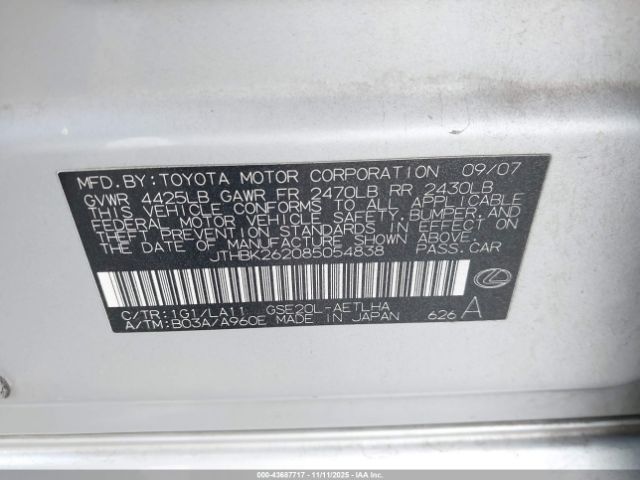 MFD.BY:TOYOTA MOTOR CORPORATION 09/07
GVWR 4425LB GAWR FR 2470LB RR 2430LB
THIS VEHICLE CONFORMS TO ALL APPLICABLE
FEDERAL MOTOR VEHICLE SAFETY,BUMPER,AND
THEFT PREVENTION STANDARDS IN EFFECT ON
THE DATE OF MANUFACTURE SHOWN ABOVE.
JTHBK262085054838 PASS.CAR
C/TR:1G1/LA11 GSE20L-AETLHA
A/TM:B03A/A960E MADE IN JAPAN 626 A
000-43687717 - 11/11/2025 - IAAHC